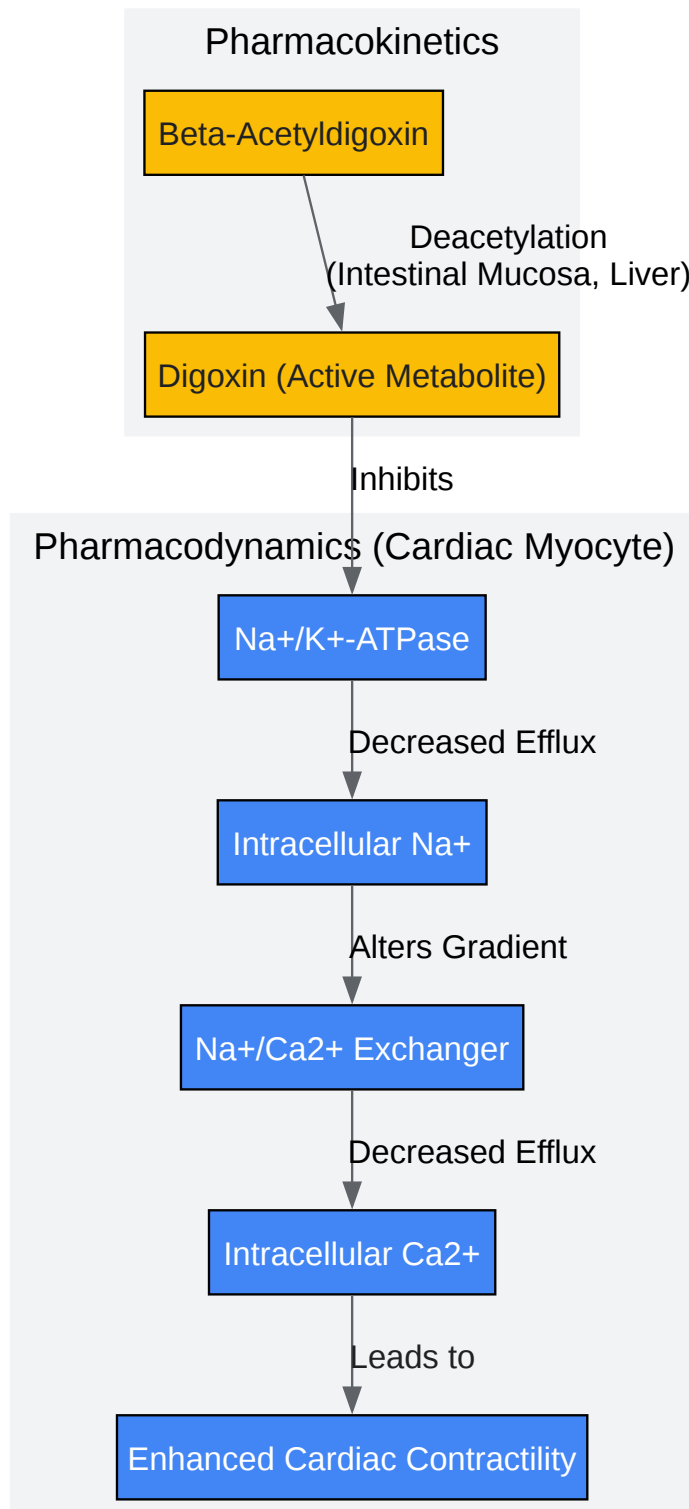 Pharmacokinetics
Beta-Acetyldigoxin
Deacetylation
(Intestinal Mucosa, Liver)
Digoxin (Active Metabolite)
Inhibits
Pharmacodynamics (Cardiac Myocyte)
Na+/K+-ATPase
Decreased Efflux
Intracellular Na+
Alters Gradient
Na+/Ca2+ Exchanger
Decreased Efflux
Intracellular Ca2+
Leads to
Enhanced Cardiac Contractility